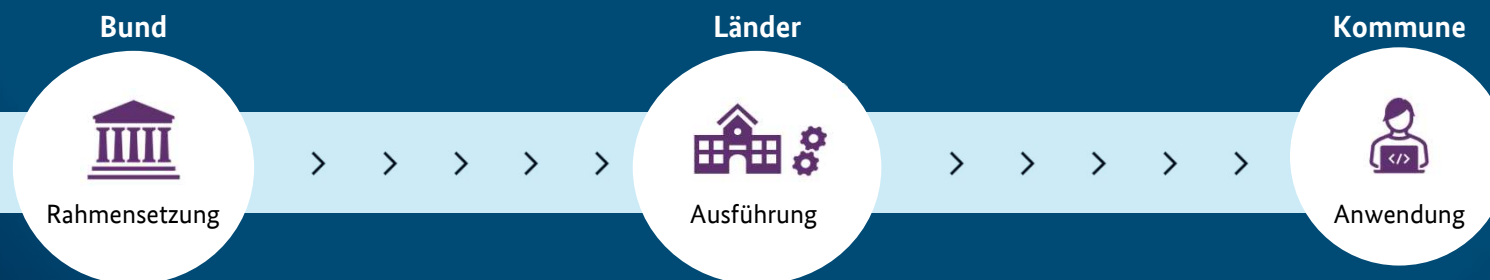 Bund
Länder
Kommune
</>
Rahmensetzung
Ausführung
Anwendung